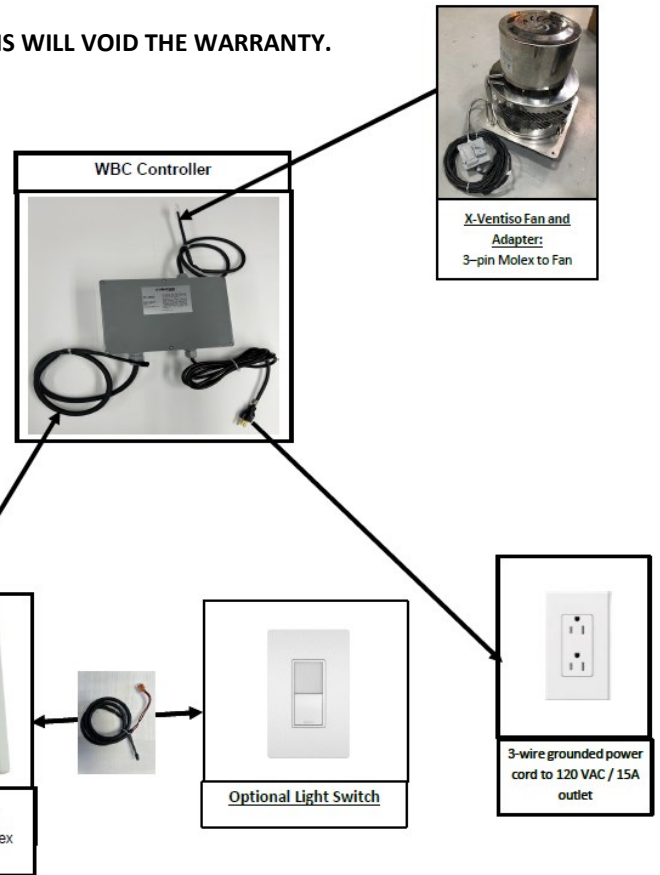 IS WILL VOID THE WARRANTY.
WBC Controller
X-Ventiso Fan and
Adapter:
3–pin Molex to Fan
Optional Light Switch
3-wire grounded power
cord to 120 VAC / 15A
outlet
ex